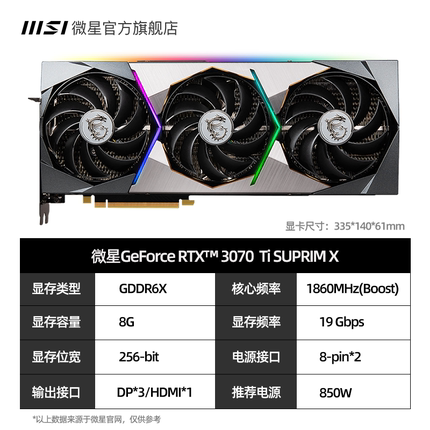 msi 微星官方旗舰店
显卡尺寸：335*140*61mm
微星GeForce RTX™ 3070 Ti SUPRIM X
显存类型 GDDR6X 核心频率 1860MHz(Boost)
显存容量 8G 显存频率 19 Gbps
显存位宽 256-bit 电源接口 8-pin*2
输出接口 DP*3/HDMI*1 推荐电源 850W
*以上数据来源于微星官网，仅供参考